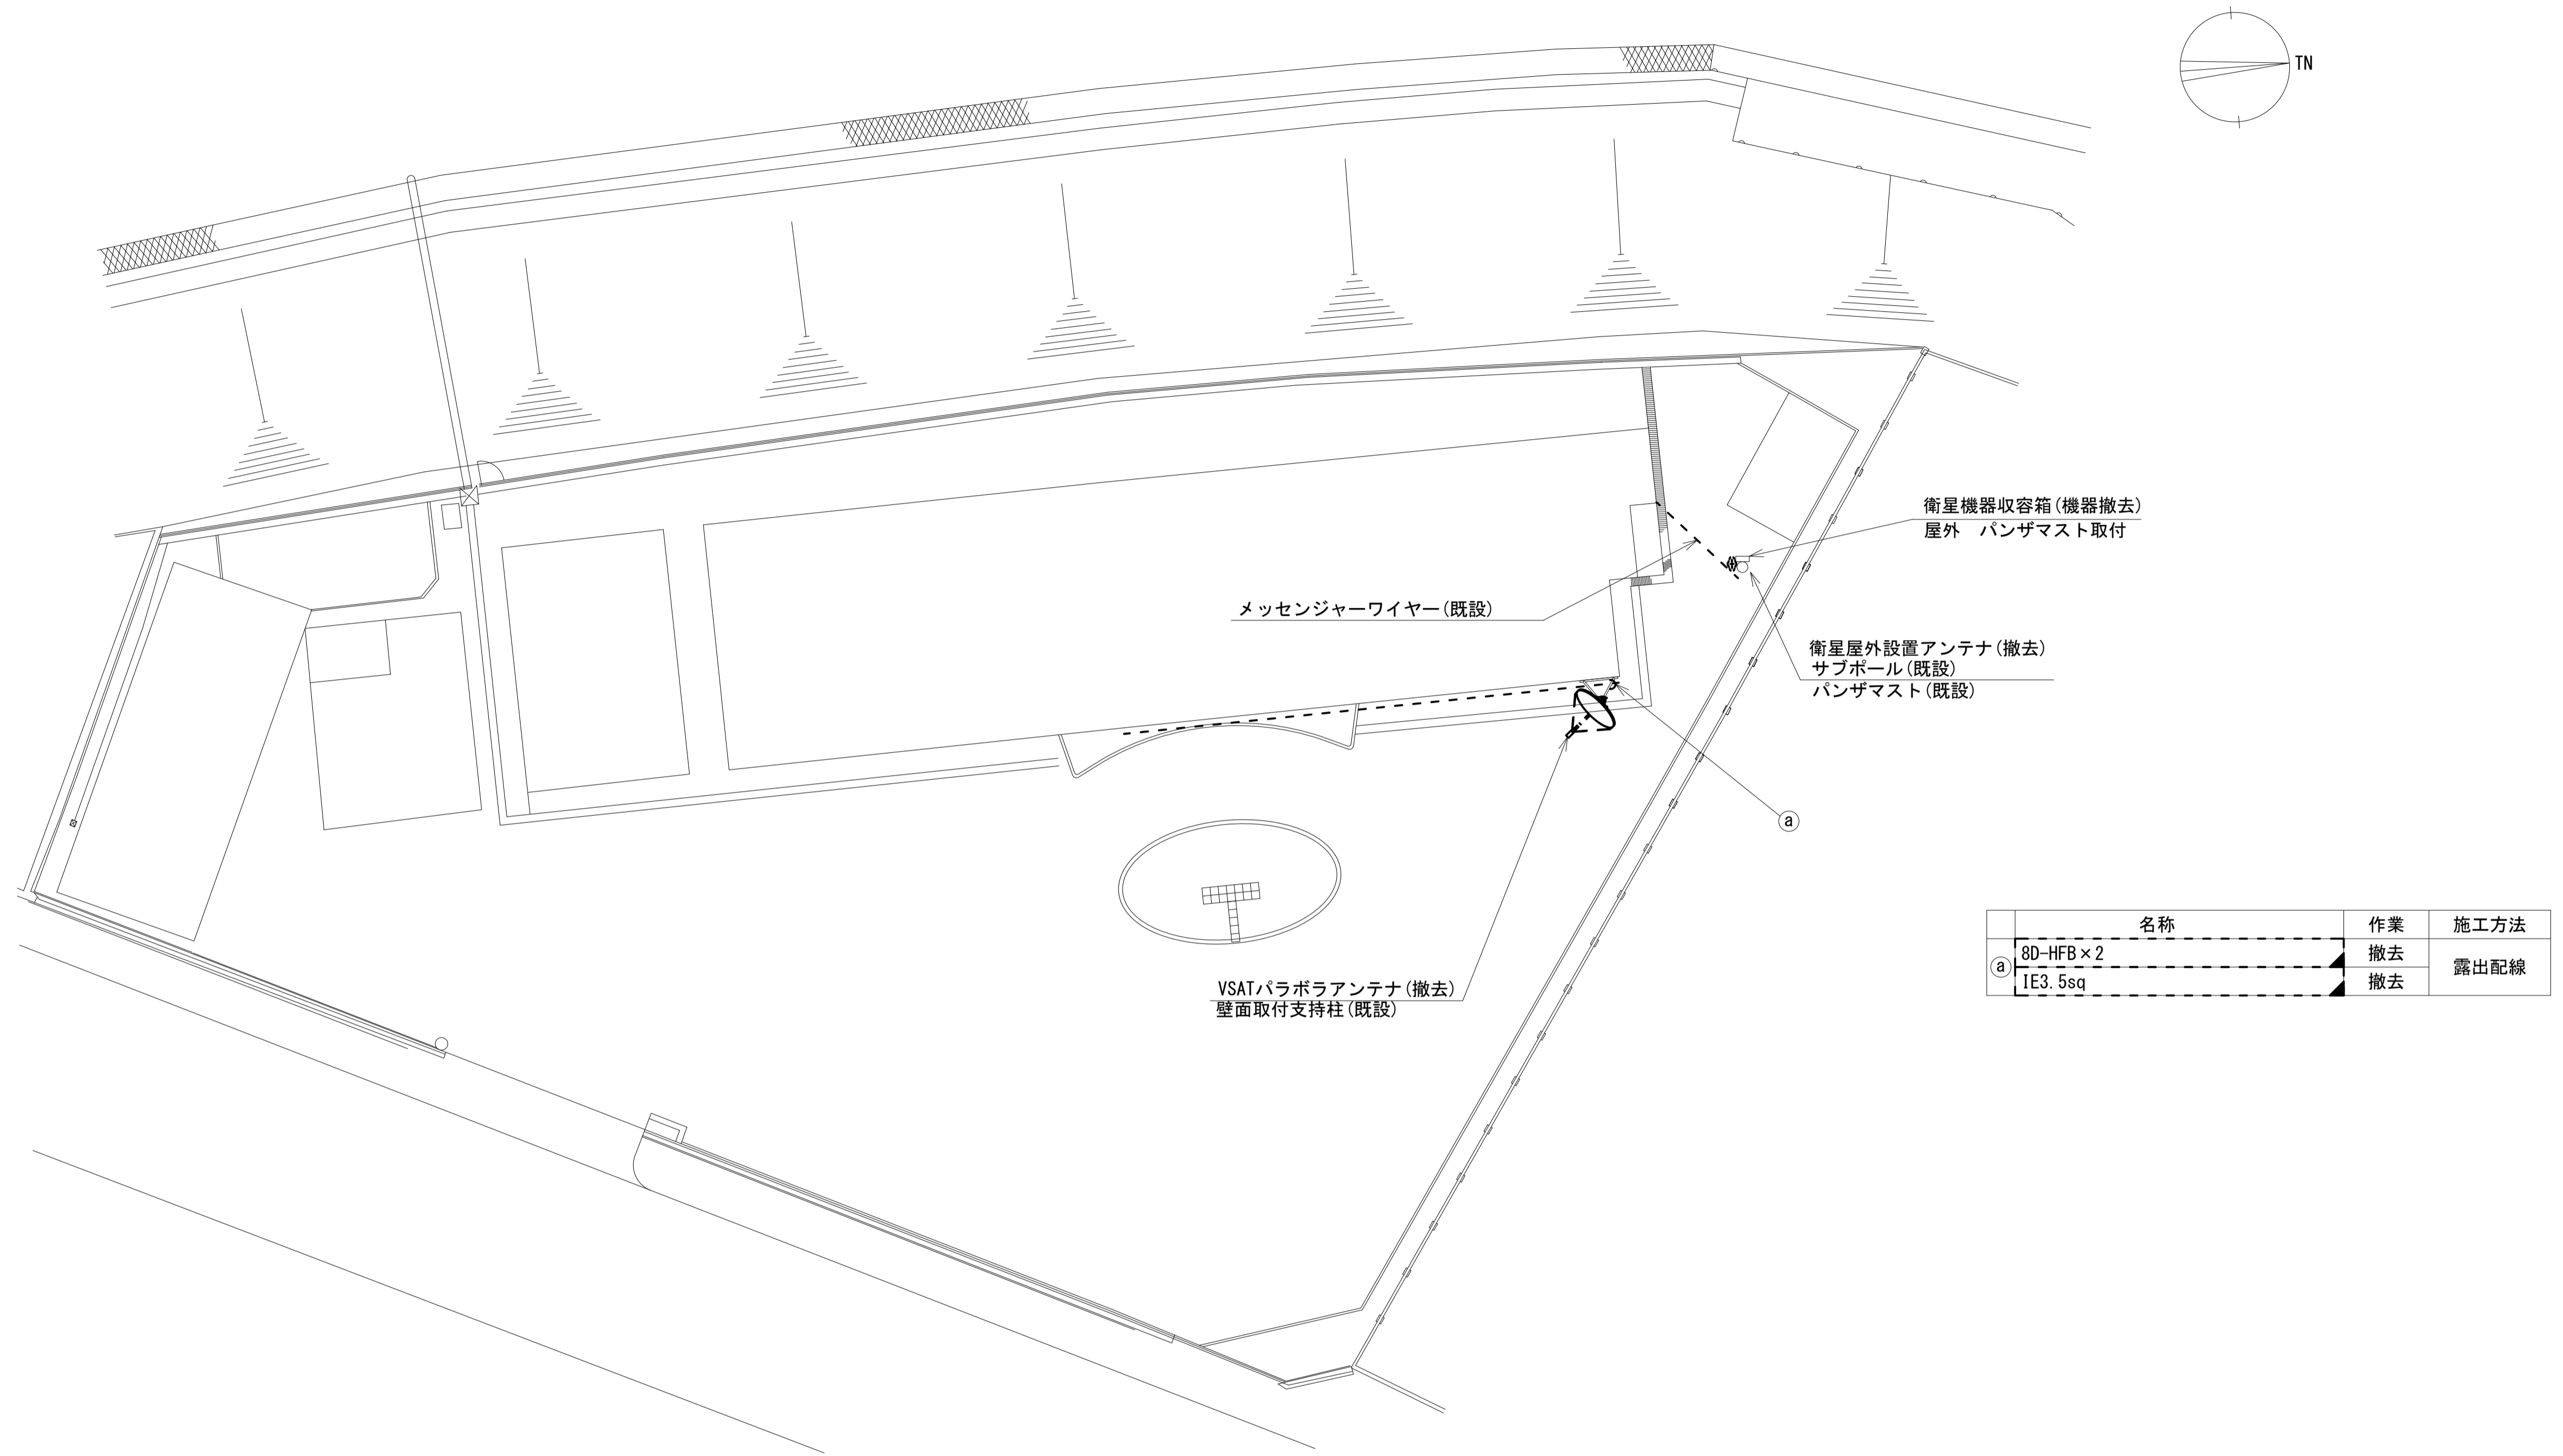 TN
衛星機器収容箱(機器撤去)
屋外　パンザマスト取付
メッセンジャーワイヤー(既設)
衛星屋外設置アンテナ(撤去)
サブポール(既設)
パンザマスト(既設)
a
VSATパラボラアンテナ(撤去)
壁面取付支持柱(既設)
名称 作業 施工方法
a 8D-HFB×2 撤去 露出配線
IE3.5sq 撤去